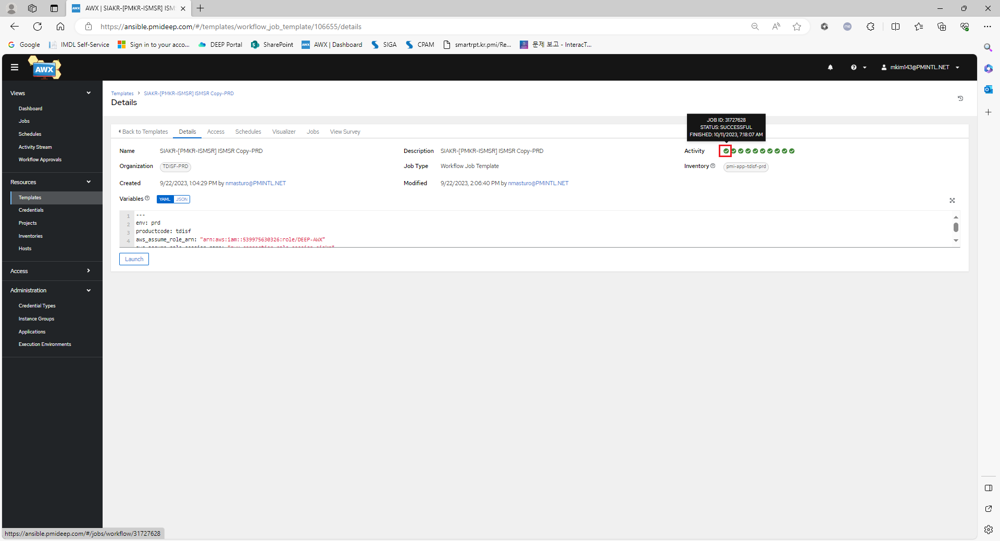 AWX | SIAKR-[PMKR-ISMSR] ISM
https://ansible.pmideep.com/#/templates/workflow_job_template/106655/details
Google
IMDL Self-Service
Sign in to your acco...
DEEP Portal
SharePoint
AWX | Dashboard
SIGA
CPAM
smartrpt.kr.pmi/Re...
문제 보고 - InteracT...
AWX
mkim143@PMINTL.NET
Views
Dashboard
Jobs
Schedules
Activity Stream
Workflow Approvals
Resources
Templates
Credentials
Projects
Inventories
Hosts
Access
Administration
Credential Types
Instance Groups
Applications
Execution Environments
Templates > SIAKR-[PMKR-ISMSR] ISMSR Copy-PRD
Details
JOB ID: 31727628
STATUS: SUCCESSFUL
FINISHED: 10/11/2023, 7:18:07 AM
Back to Templates
Details
Access
Schedules
Visualizer
Jobs
View Survey
Name SIAKR-[PMKR-ISMSR] ISMSR Copy-PRD
Description SIAKR-[PMKR-ISMSR] ISMSR Copy-PRD
Activity
Organization TDISF-PRD
Job Type Workflow Job Template
Inventory pmi-app-tdisf-prd
Created 9/22/2023, 1:04:29 PM by nmasturo@PMINTL.NET
Modified 9/22/2023, 2:06:40 PM by nmasturo@PMINTL.NET
Variables YAML JSON
1 ---
2 env: prd
3 productcode: tdisf
4 aws_assume_role_arn: "arn:aws:iam::539975630326:role/DEEP-AWX"
Launch
https://ansible.pmideep.com/#/jobs/workflow/31727628